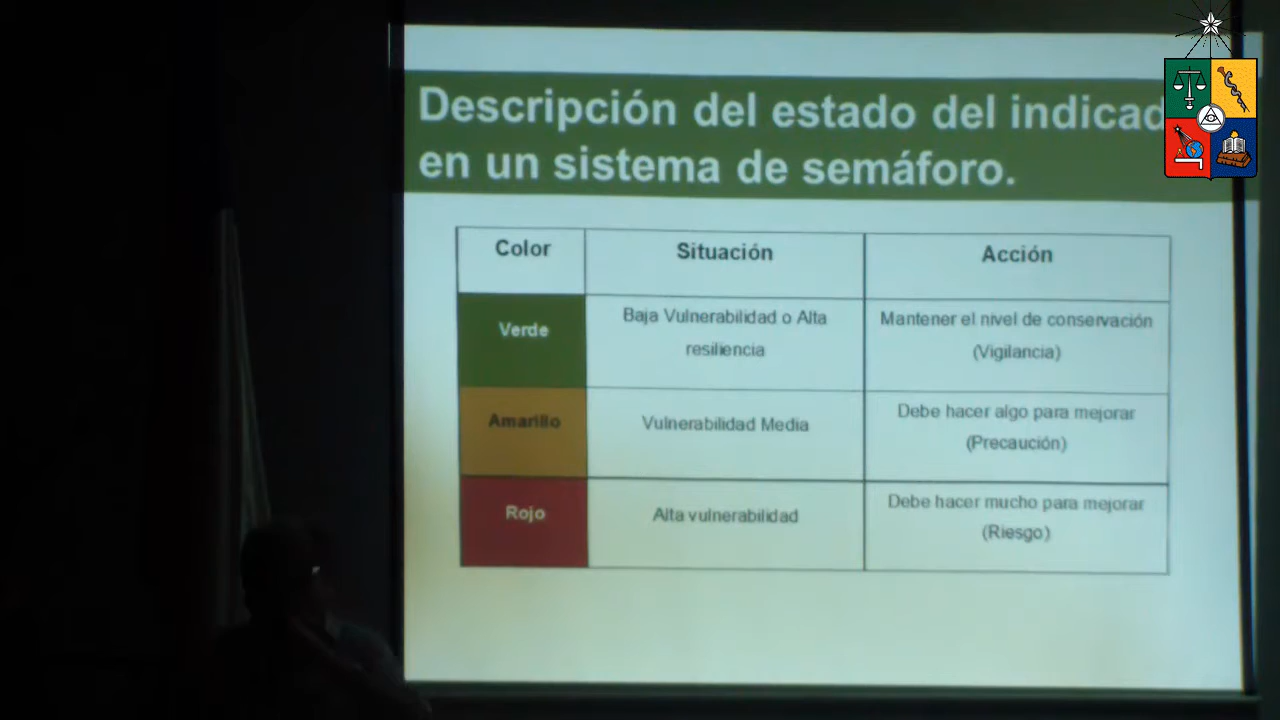 Descripción del estado del indicad
en un sistema de semáforo.
Color Situación Acción
Verde
Baja Vulnerabilidad o Alta
resiliencia
Mantener el nivel de conservación
(Vigilancia)
Amarillo
Vulnerabilidad Media
Debe hacer algo para mejorar
(Precaución)
Rojo
Alta vulnerabilidad
Debe hacer mucho para mejorar
(Riesgo)